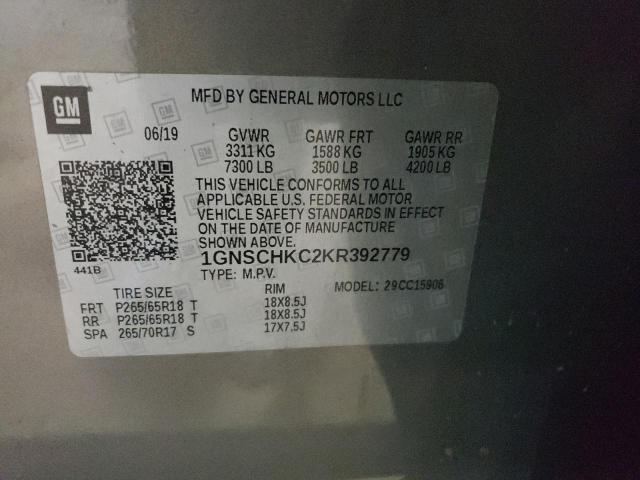 GM
MFD BY GENERAL MOTORS LLC
06/19 GVWR GAWR FRT GAWR RR
3311 KG 1588 KG 1905 KG
7300 LB 3500 LB 4200 LB
THIS VEHICLE CONFORMS TO ALL
APPLICABLE U.S. FEDERAL MOTOR
VEHICLE SAFETY STANDARDS IN EFFECT
ON THE DATE OF MANUFACTURE
SHOWN ABOVE.
441B
1GNSCHKC2KR392779
TYPE: M.P.V.
TIRE SIZE RIM MODEL: 29CC15906
FRT P265/65R18 T 18X8.5J
RR P265/65R18 T 18X8.5J
SPA 265/70R17 S 17X7.5J